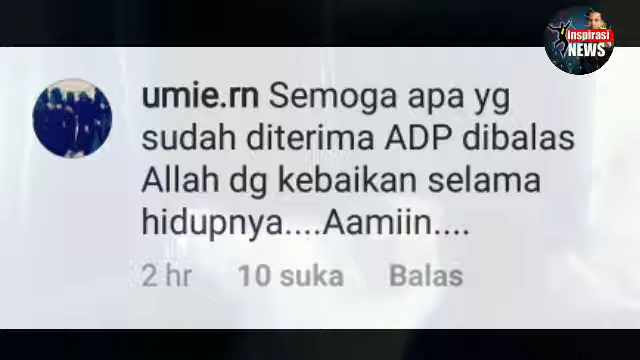 Inspirasi
NEWS
umie.rn Semoga apa yg
sudah diterima ADP dibalas
Allah dg kebaikan selama
hidupnya....Aamiin....
2 hr 10 suka Balas